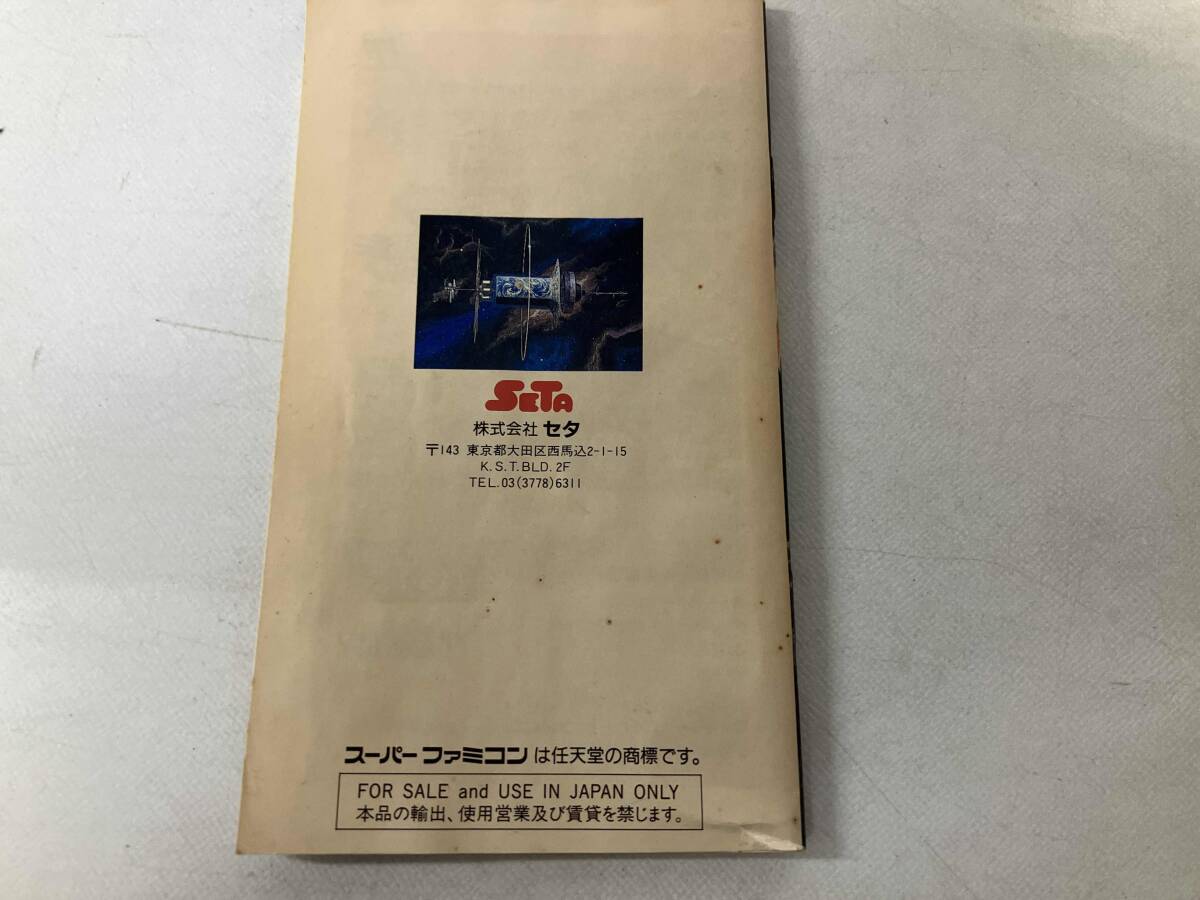 SETA
株式会社 セタ
〒143 東京都大田区西馬込2-1-15
K.S.T.BLD.2F
TEL.03(3778)6311
スーパーファミコンは任天堂の商標です。
FOR SALE and USE IN JAPAN ONLY
本品の輸出、使用営業及び賃貸を禁じます。